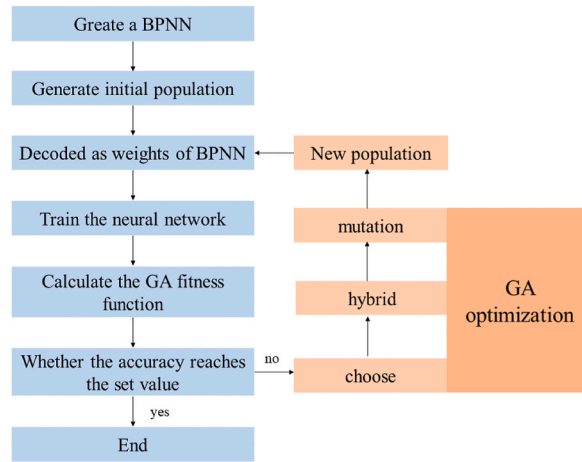 Greate a BPNN
Generate initial population
Decoded as weights of BPNN
New population
Train the neural network
mutation
Calculate the GA fitness
function
hybrid
GA
optimization
Whether the accuracy reaches
the set value
no
choose
yes
End